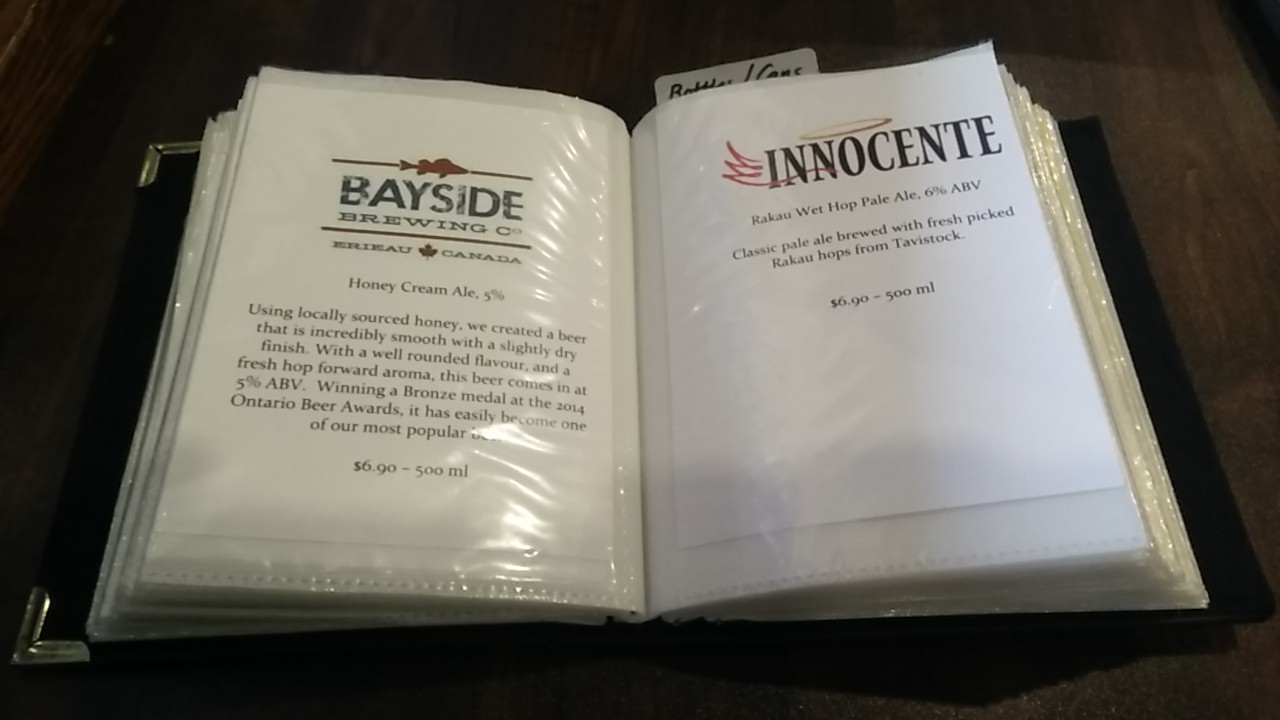 Bottles / Cans
BAYSIDE
BREWING Co
ERIEAU CANADA
Honey Cream Ale, 5%
Using locally sourced honey, we created a beer
that is incredibly smooth with a slightly dry
finish. With a well rounded flavour, and a
fresh hop forward aroma, this beer comes in at
5% ABV. Winning a Bronze medal at the 2014
Ontario Beer Awards, it has easily become one
of our most popular
$6.90 – 500 ml
INNOCENTE
Rakau Wet Hop Pale Ale, 6% ABV
Classic pale ale brewed with fresh picked
Rakau hops from Tavistock.
$6.90 – 500 ml